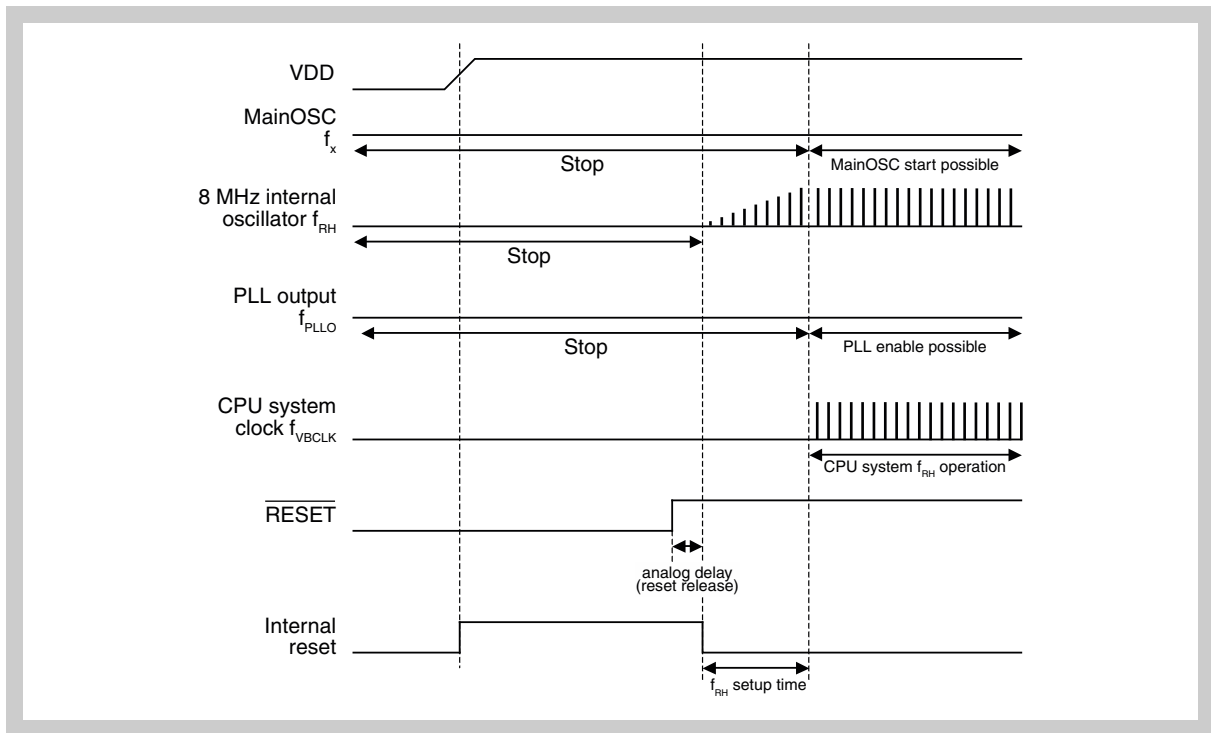 VDD
MainOSC
fx
Stop
MainOSC start possible
8 MHz internal
oscillator fRH
Stop
PLL output
fPLLO
Stop
PLL enable possible
CPU system
clock fVBCLK
CPU system fRH operation
RESET
analog delay
(reset release)
Internal
reset
fRH setup time